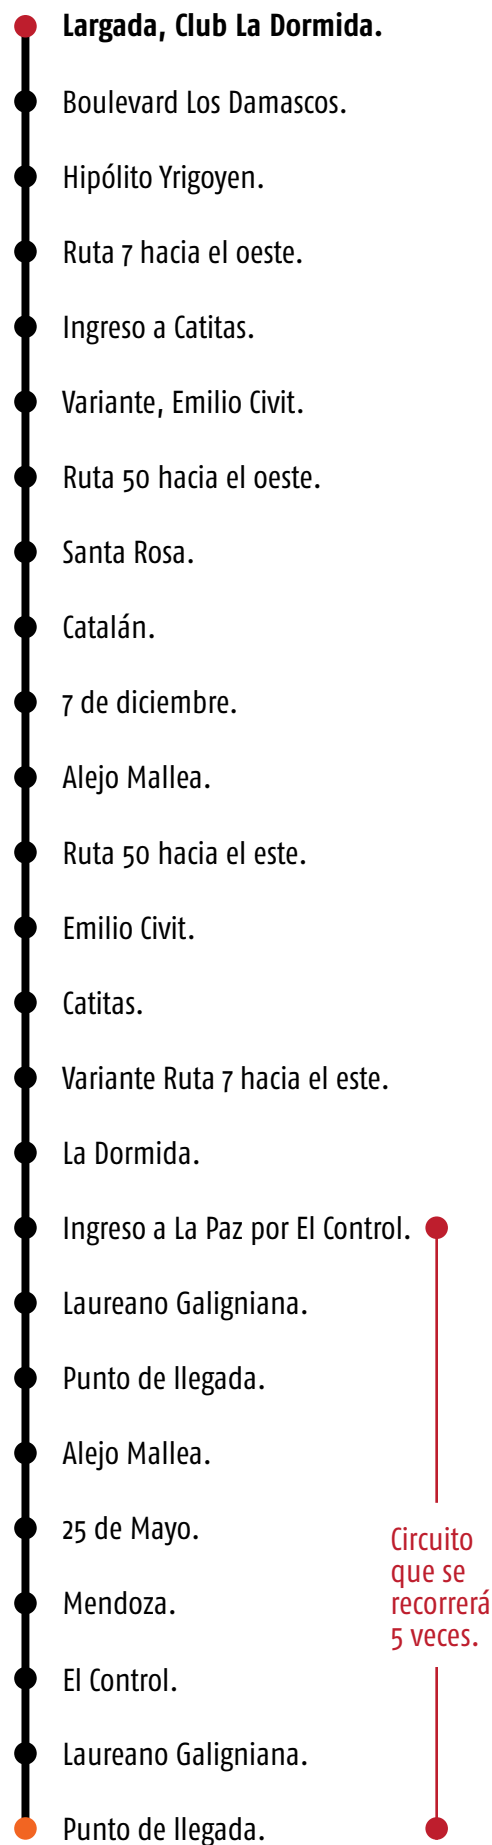 Largada, Club La Dormida.
Boulevard Los Damascos.
Hipólito Yrigoyen.
Ruta 7 hacia el oeste.
Ingreso a Catitas.
Variante, Emilio Civit.
Ruta 50 hacia el oeste.
Santa Rosa.
Catalán.
7 de diciembre.
Alejo Mallea.
Ruta 50 hacia el este.
Emilio Civit.
Catitas.
Variante Ruta 7 hacia el este.
La Dormida.
Ingreso a La Paz por El Control.
Laureano Galigniana.
Punto de llegada.
Alejo Mallea.
25 de Mayo.
Mendoza.
El Control.
Laureano Galigniana.
Punto de llegada.
Circuito
que se
recorrerá
5 veces.